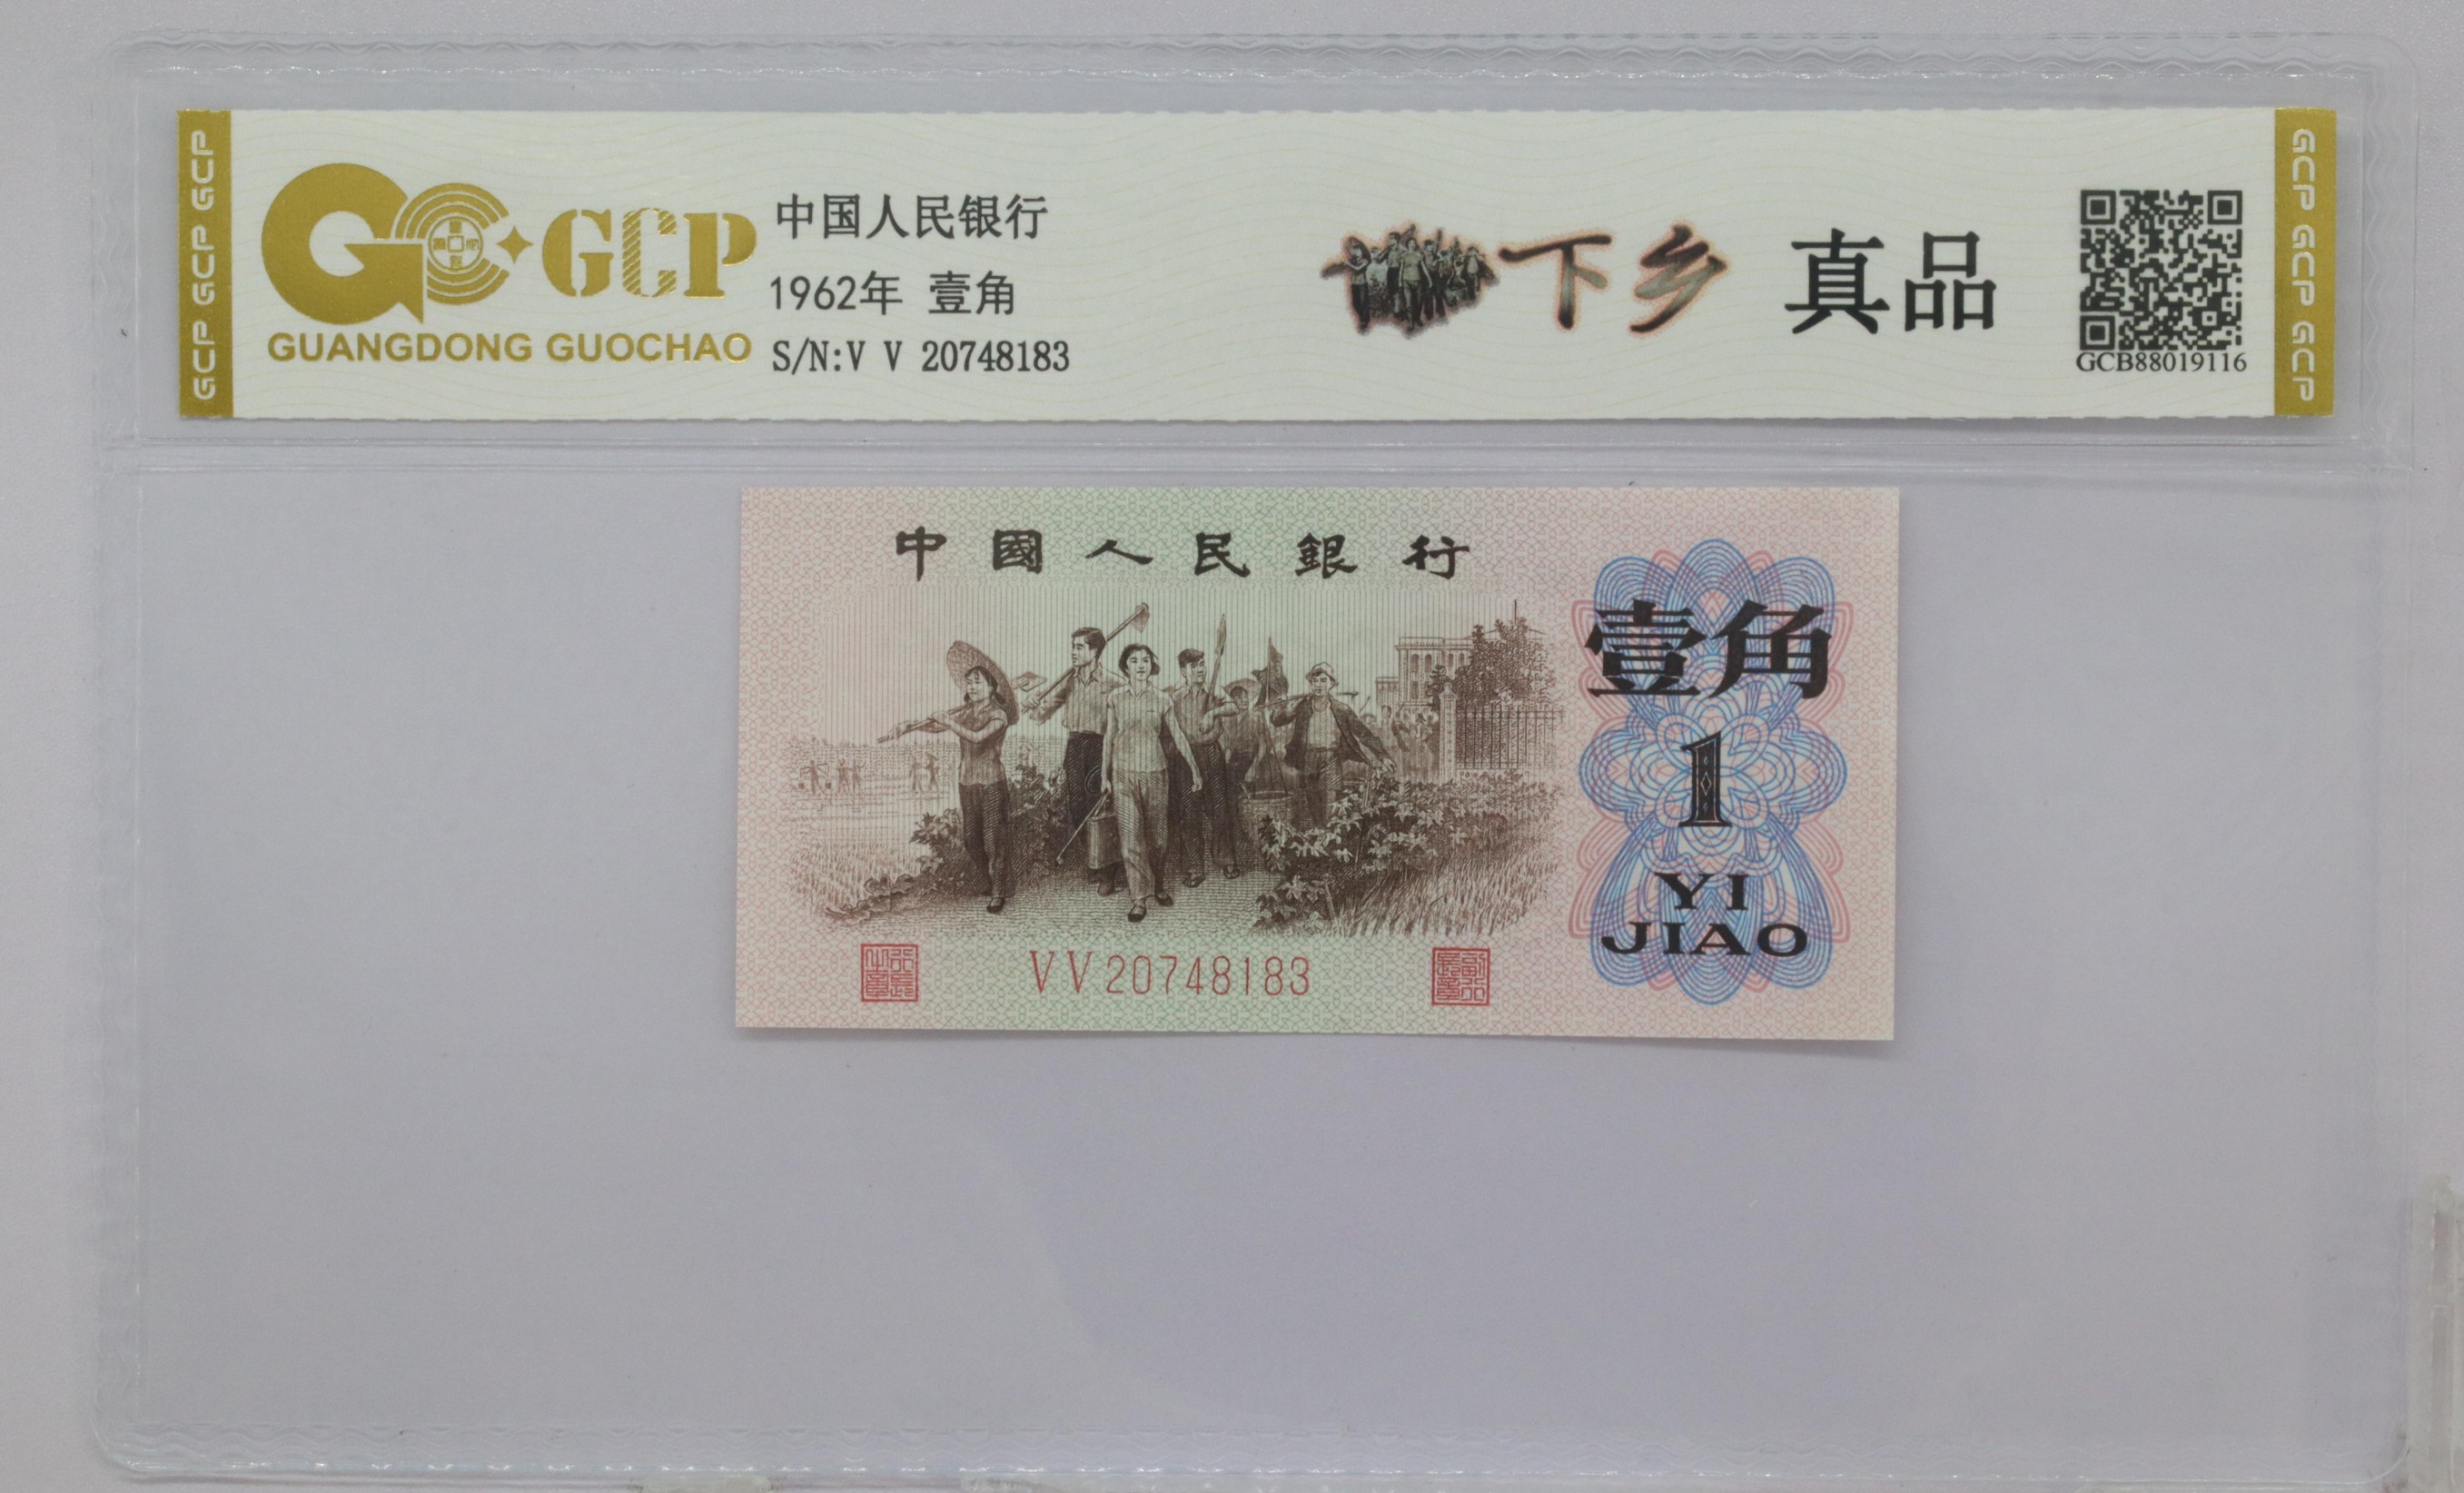 GCP GCP GCP
GCP
GUANGDONG GUOCHAO
中国人民银行
1962年 壹角
S/N:V V 20748183
下乡 真品
GCB88019116
GCP GCP GCP
中國人民銀行
壹角
1
YI
JIAO
VV20748183